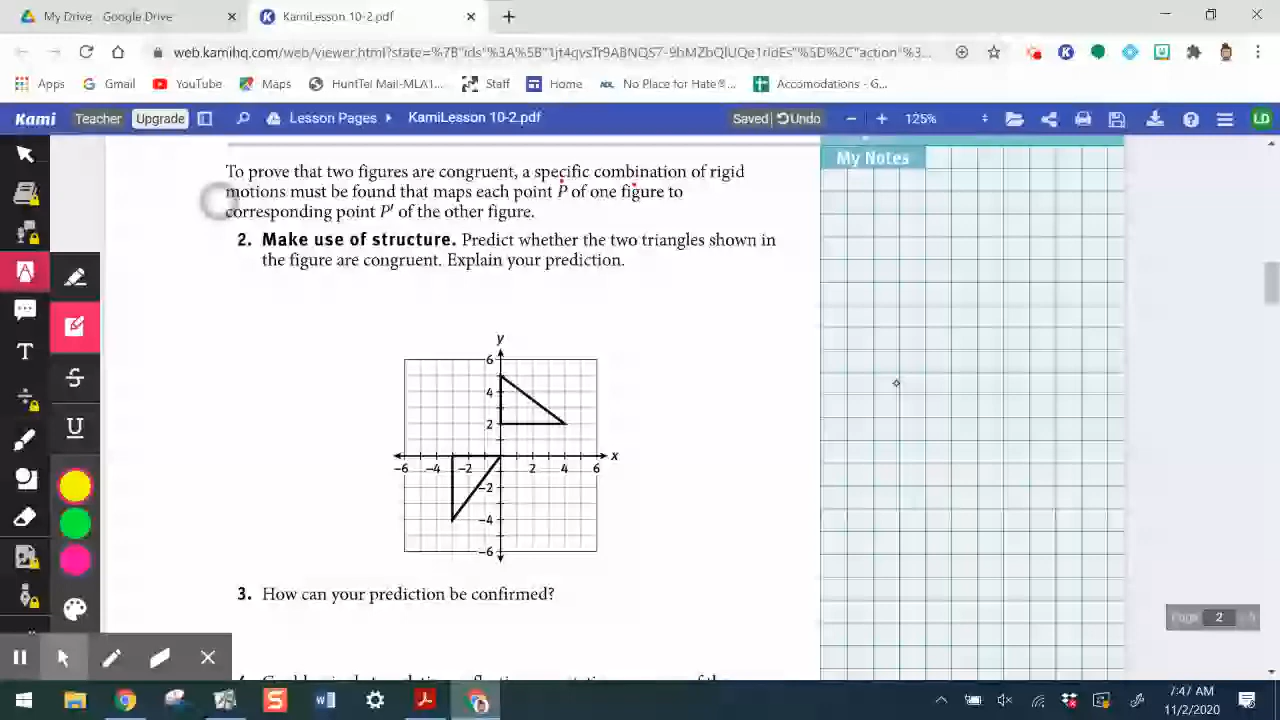 My Drive - Google Drive
KamiLesson 10-2.pdf
Apps
Gmail
YouTube
Maps
HuntTel Mail-MLA1...
Staff
Home
No Place for Hate®...
Accomodations - G...
Kami
Teacher
Upgrade
Lesson Pages
KamiLesson 10-2.pdf
Saved
Undo
125%
LD
To prove that two figures are congruent, a specific combination of rigid
motions must be found that maps each point P of one figure to
corresponding point P′ of the other figure.
My Notes
2. Make use of structure. Predict whether the two triangles shown in
the figure are congruent. Explain your prediction.
y
6
4
2
x
-6 -4 -2 2 4 6
-2
-4
-6
3. How can your prediction be confirmed?
Page 2
7:47 AM
11/2/2020